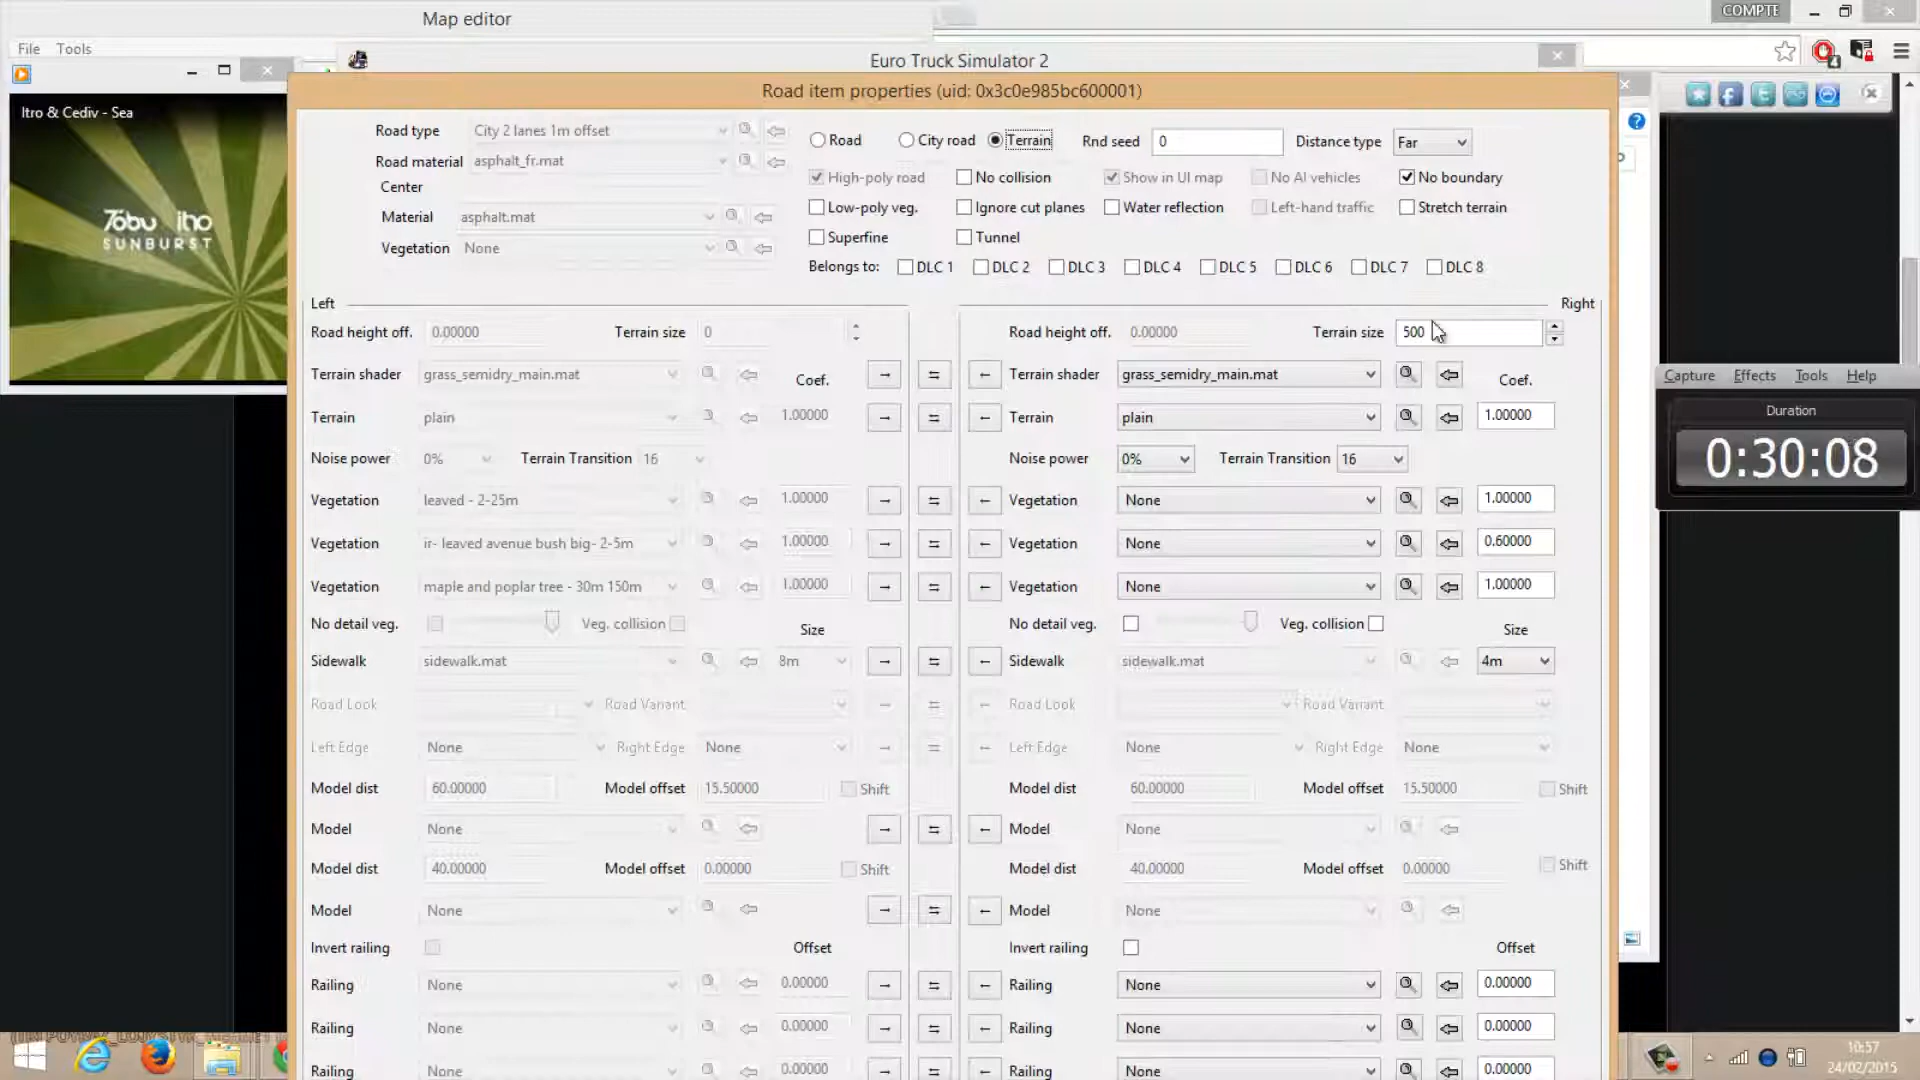 Map editor
COMPTE
File Tools
Euro Truck Simulator 2
Road item properties (uid: 0x3c0e985bc600001)
Itro & Cediv - Sea
Tobu itro
SUNBURST
Road type City 2 lanes 1m offset
Road material asphalt_fr.mat
Center
Material asphalt.mat
Vegetation None
Road City road Terrain Rnd seed 0 Distance type Far
High-poly road No collision Show in UI map No AI vehicles No boundary
Low-poly veg. Ignore cut planes Water reflection Left-hand traffic Stretch terrain
Superfine Tunnel
Belongs to: DLC 1 DLC 2 DLC 3 DLC 4 DLC 5 DLC 6 DLC 7 DLC 8
Left Right
Road height off. 0.00000 Terrain size 0 Road height off. 0.00000 Terrain size 500
Terrain shader grass_semidry_main.mat Coef. Terrain shader grass_semidry_main.mat Coef.
Terrain plain 1.00000 Terrain plain 1.00000
Noise power 0% Terrain Transition 16 Noise power 0% Terrain Transition 16
Vegetation leaved - 2-25m 1.00000 Vegetation None 1.00000
Vegetation ir- leaved avenue bush big- 2-5m 1.00000 Vegetation None 0.60000
Vegetation maple and poplar tree - 30m 150m 1.00000 Vegetation None 1.00000
No detail veg. Veg. collision Size No detail veg. Veg. collision Size
Sidewalk sidewalk.mat 8m Sidewalk sidewalk.mat 4m
Road Look Road Variant Road Look Road Variant
Left Edge None Right Edge None Left Edge None Right Edge None
Model dist 60.00000 Model offset 15.50000 Shift Model dist 60.00000 Model offset 15.50000 Shift
Model None Model None
Model dist 40.00000 Model offset 0.00000 Shift Model dist 40.00000 Model offset 0.00000 Shift
Model None Model None
Invert railing Offset Invert railing Offset
Railing None 0.00000 Railing None 0.00000
Railing None 0.00000 Railing None 0.00000
Railing None 0.00000 Railing None 0.00000
Capture Effects Tools Help
Duration
0:30:08
10:57
24/02/2015